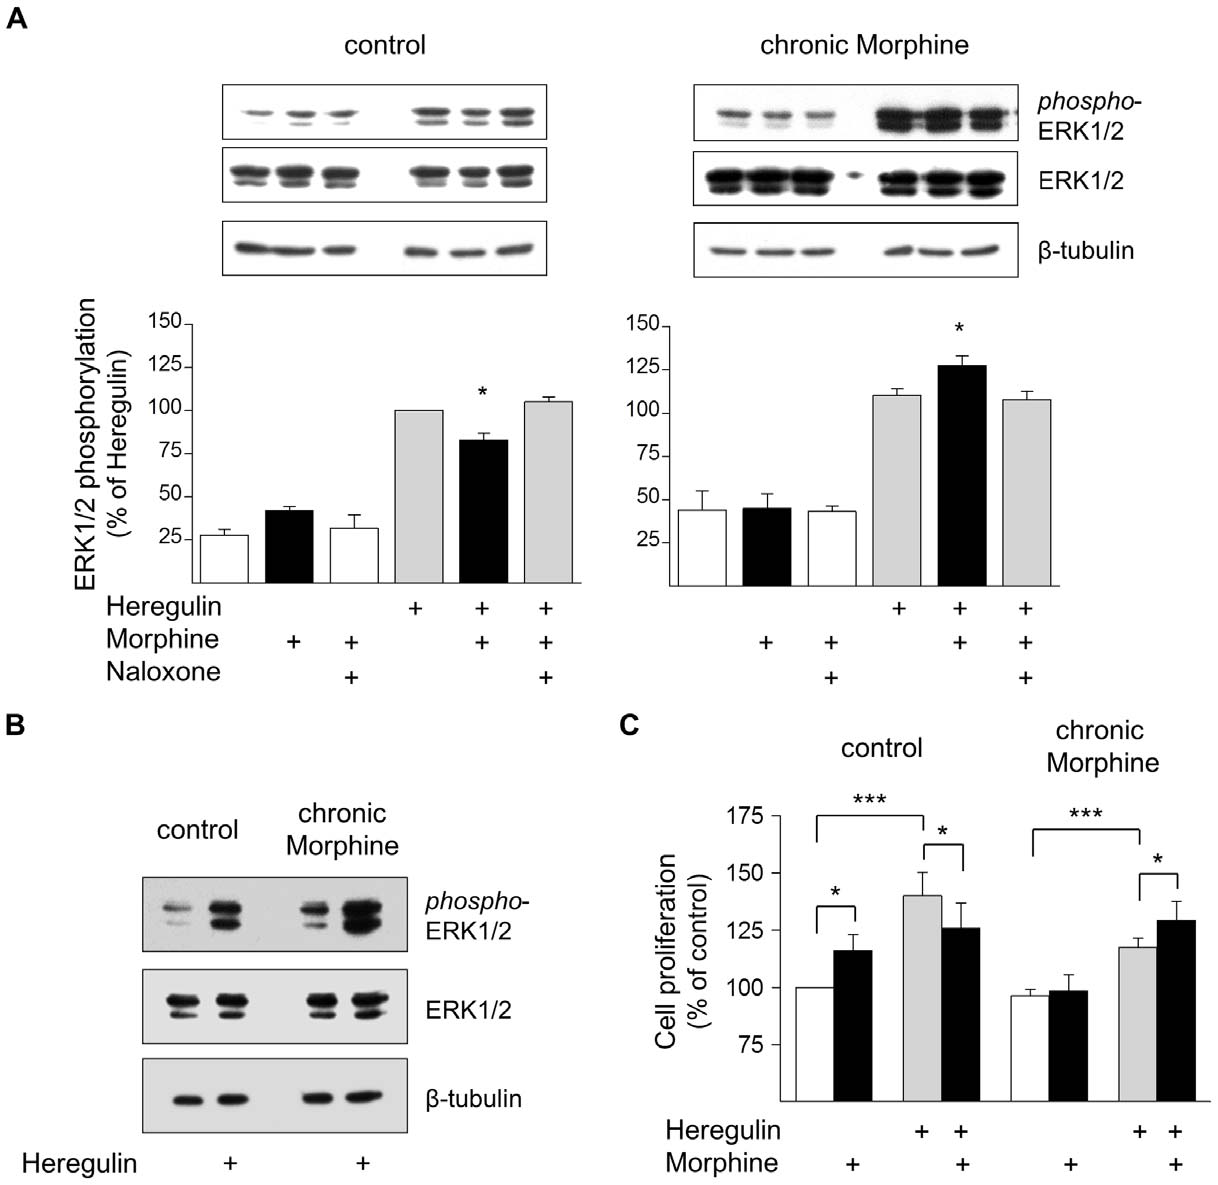 A
control
chronic Morphine
phospho-
ERK1/2
ERK1/2
β-tubulin
ERK1/2 phosphorylation
(% of Heregulin)
150
125
100
75
50
25
*
150
125
100
75
50
25
*
Heregulin + + + + + +
Morphine + + + + + + + +
Naloxone + + + +
B
control
chronic
Morphine
phospho-
ERK1/2
ERK1/2
β-tubulin
Heregulin + +
C
control
chronic
Morphine
Cell proliferation
(% of control)
175
150
125
100
75
*** * *
*** *
Heregulin + + + +
Morphine + + + +